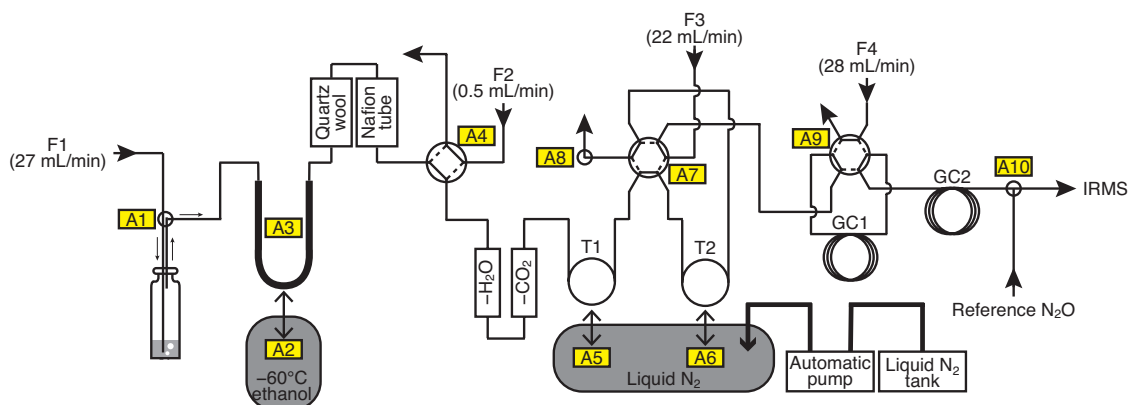 F1
(27 mL/min)
A1
A2
–60°C
ethanol
A3
Quartz
wool
Nafion
tube
F2
(0.5 mL/min)
A4
–H₂O
–CO₂
T1
T2
A5
A6
Liquid N₂
A7
A8
F3
(22 mL/min)
F4
(28 mL/min)
A9
GC1
GC2
A10
IRMS
Reference N₂O
Automatic
pump
Liquid N₂
tank